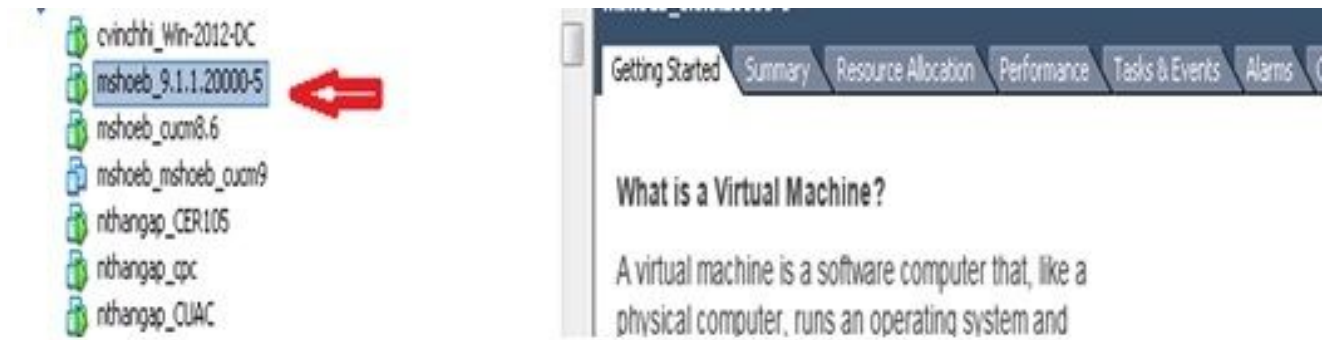 cvinchhi_Win-2012-DC
mshoeb_9.1.1.20000-5
mshoeb_cucm8.6
mshoeb_mshoeb_cucm9
nthangap_CER105
nthangap_cpc
nthangap_CUAC
Getting Started Summary Resource Allocation Performance Tasks & Events Alarms
What is a Virtual Machine?
A virtual machine is a software computer that, like a
physical computer, runs an operating system and